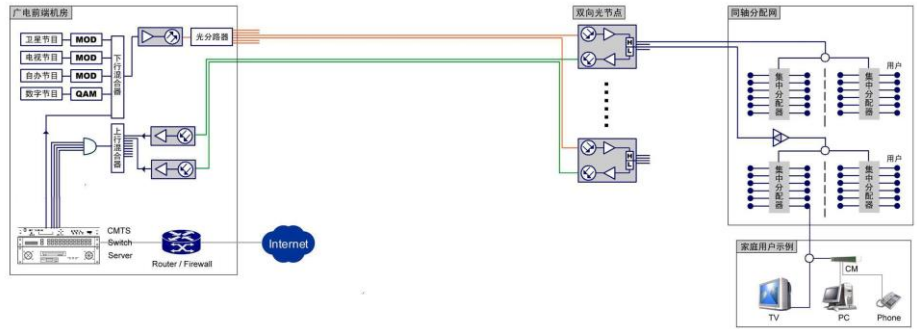 广电前端机房
双向光节点
同轴分配网
卫星节目
MOD
电视节目
MOD
自办节目
MOD
数字节目
QAM
下行混合器
光分路器
上行混合器
H
L
H
L
用户
集中分配器
集中分配器
用户
集中分配器
集中分配器
CMTS
Switch
Server
Router / Firewall
Internet
家庭用户示例
CM
TV
PC
Phone